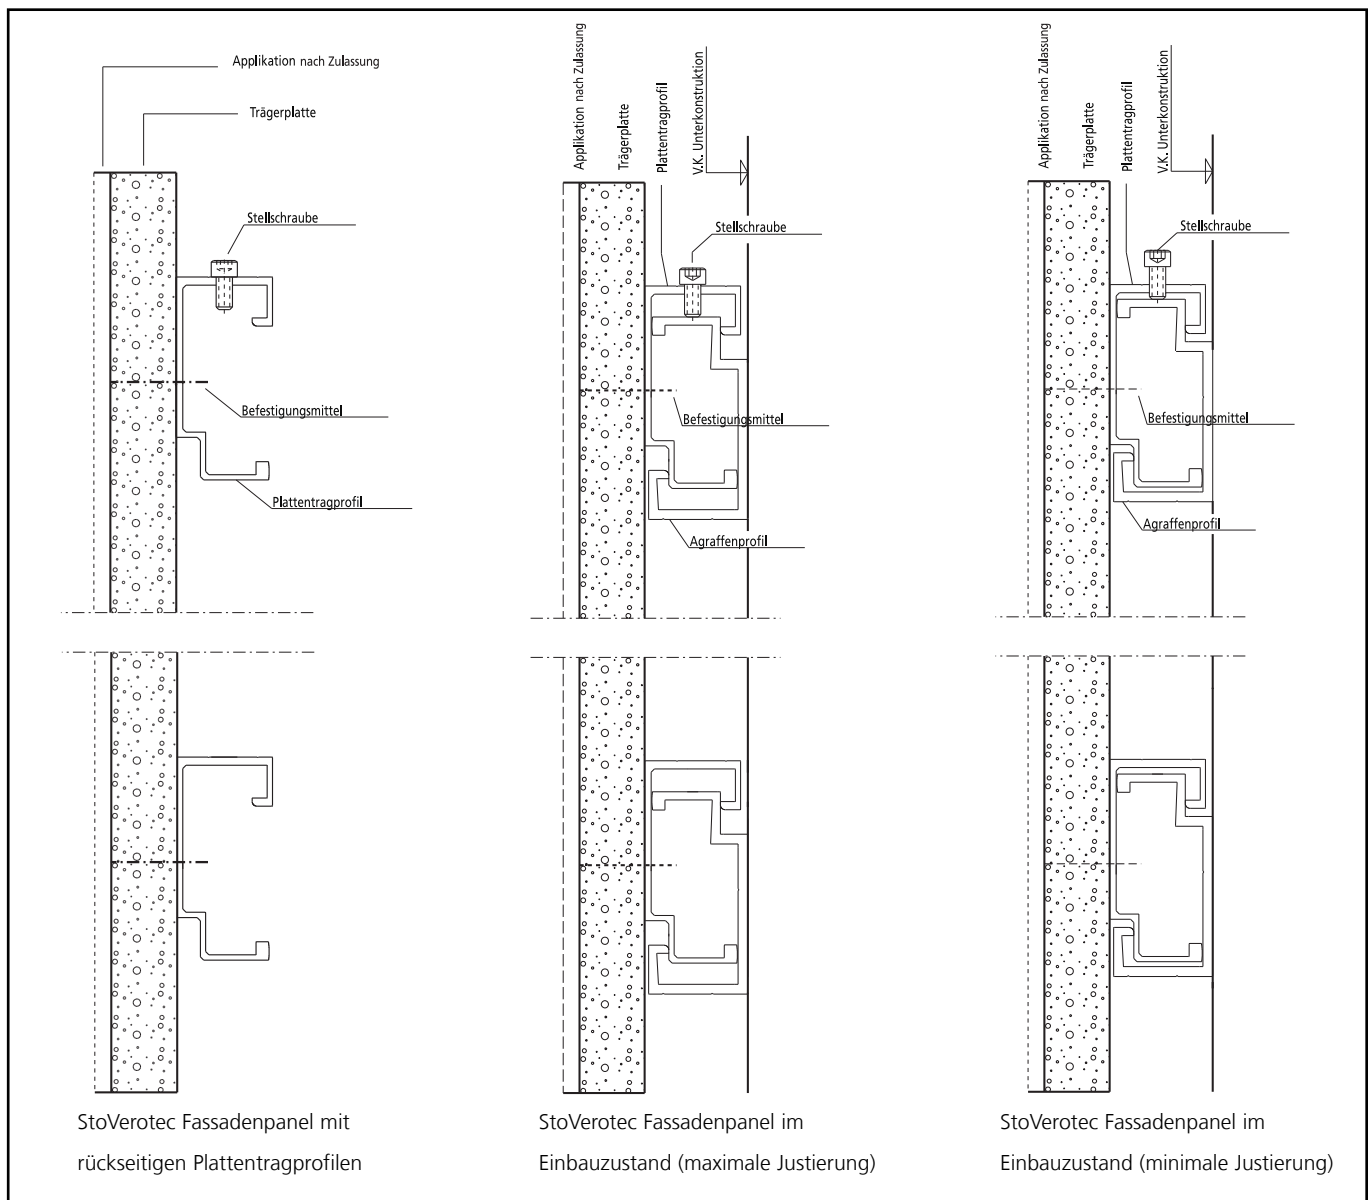 Applikation nach Zulassung
Trägerplatte
Stellschraube
Befestigungsmittel
Plattentragprofil
StoVerotec Fassadenpanel mit
rückseitigen Plattentragprofilen
Applikation nach Zulassung
Trägerplatte
Plattentragprofil
V.K. Unterkonstruktion
Stellschraube
Befestigungsmittel
Agraffenprofil
StoVerotec Fassadenpanel im
Einbauzustand (maximale Justierung)
Applikation nach Zulassung
Trägerplatte
Plattentragprofil
V.K. Unterkonstruktion
Stellschraube
Befestigungsmittel
Agraffenprofil
StoVerotec Fassadenpanel im
Einbauzustand (minimale Justierung)